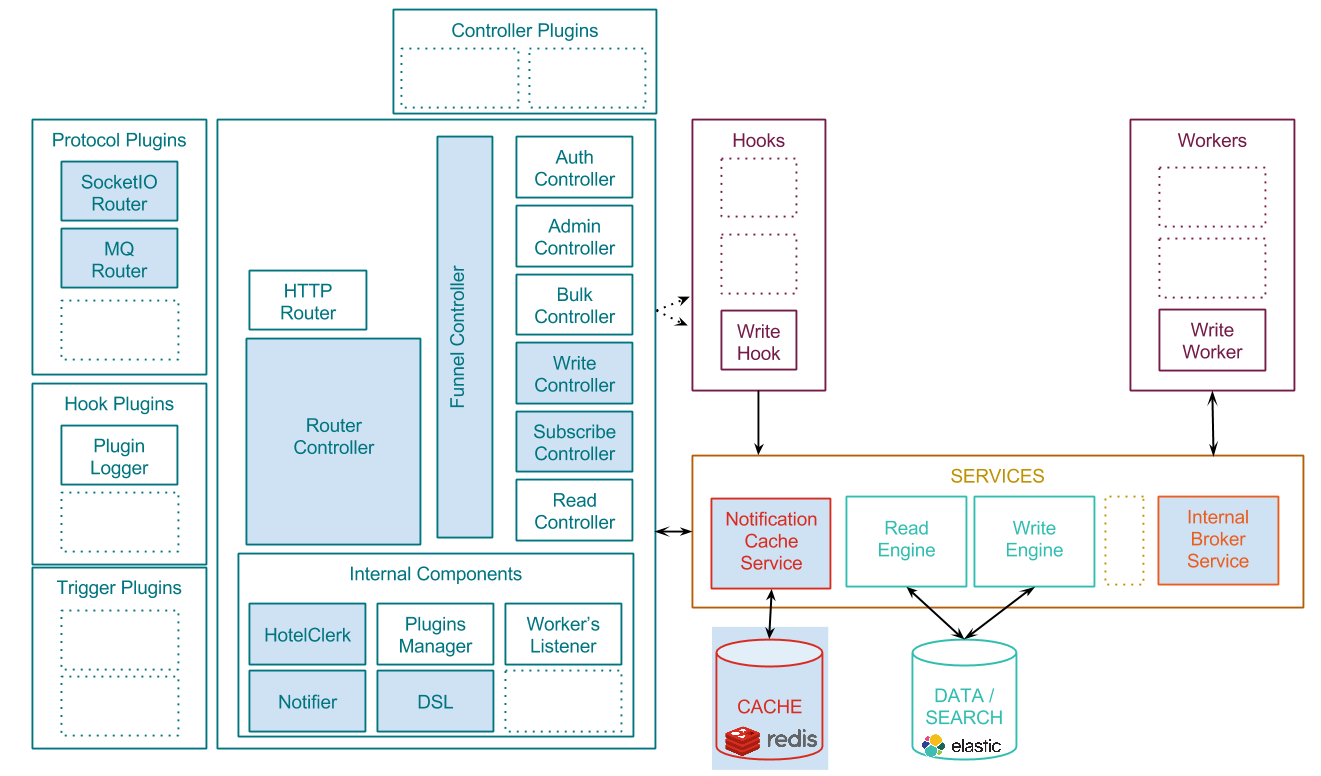 Controller Plugins
Protocol Plugins
SocketIO
Router
MQ
Router
Hook Plugins
Plugin
Logger
Trigger Plugins
HTTP
Router
Router
Controller
Funnel Controller
Auth
Controller
Admin
Controller
Bulk
Controller
Write
Controller
Subscribe
Controller
Read
Controller
Internal Components
HotelClerk
Plugins
Manager
Worker's
Listener
Notifier
DSL
Hooks
Write
Hook
Workers
Write
Worker
SERVICES
Notification
Cache
Service
Read
Engine
Write
Engine
Internal
Broker
Service
CACHE
redis
DATA /
SEARCH
elastic